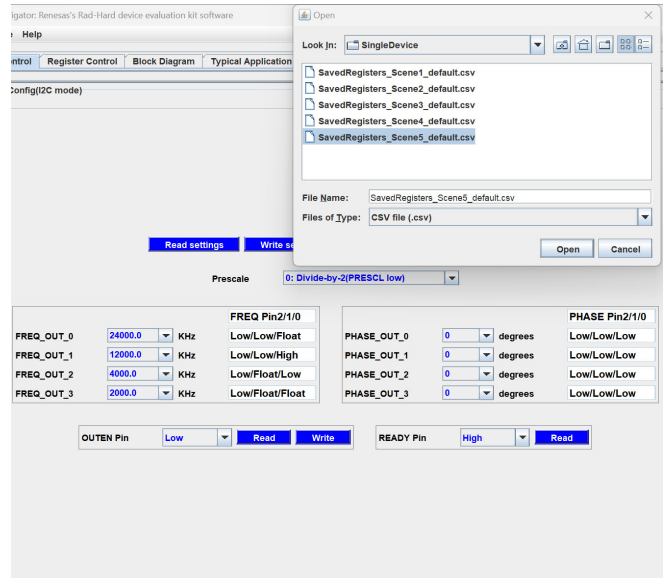 igator: Renesas's Rad-Hard device evaluation kit software
Help
ntrol Register Control Block Diagram Typical Application
Config(I2C mode)
Open
Look In: SingleDevice
SavedRegisters_Scene1_default.csv
SavedRegisters_Scene2_default.csv
SavedRegisters_Scene3_default.csv
SavedRegisters_Scene4_default.csv
SavedRegisters_Scene5_default.csv
File Name: SavedRegisters_Scene5_default.csv
Files of Type: CSV file (.csv)
Open Cancel
Read settings Write se
Prescale 0: Divide-by-2(PRESCL low)
FREQ Pin2/1/0
FREQ_OUT_0 24000.0 KHz Low/Low/Float
FREQ_OUT_1 12000.0 KHz Low/Low/High
FREQ_OUT_2 4000.0 KHz Low/Float/Low
FREQ_OUT_3 2000.0 KHz Low/Float/Float
PHASE Pin2/1/0
PHASE_OUT_0 0 degrees Low/Low/Low
PHASE_OUT_1 0 degrees Low/Low/Low
PHASE_OUT_2 0 degrees Low/Low/Low
PHASE_OUT_3 0 degrees Low/Low/Low
OUTEN Pin Low Read Write
READY Pin High Read